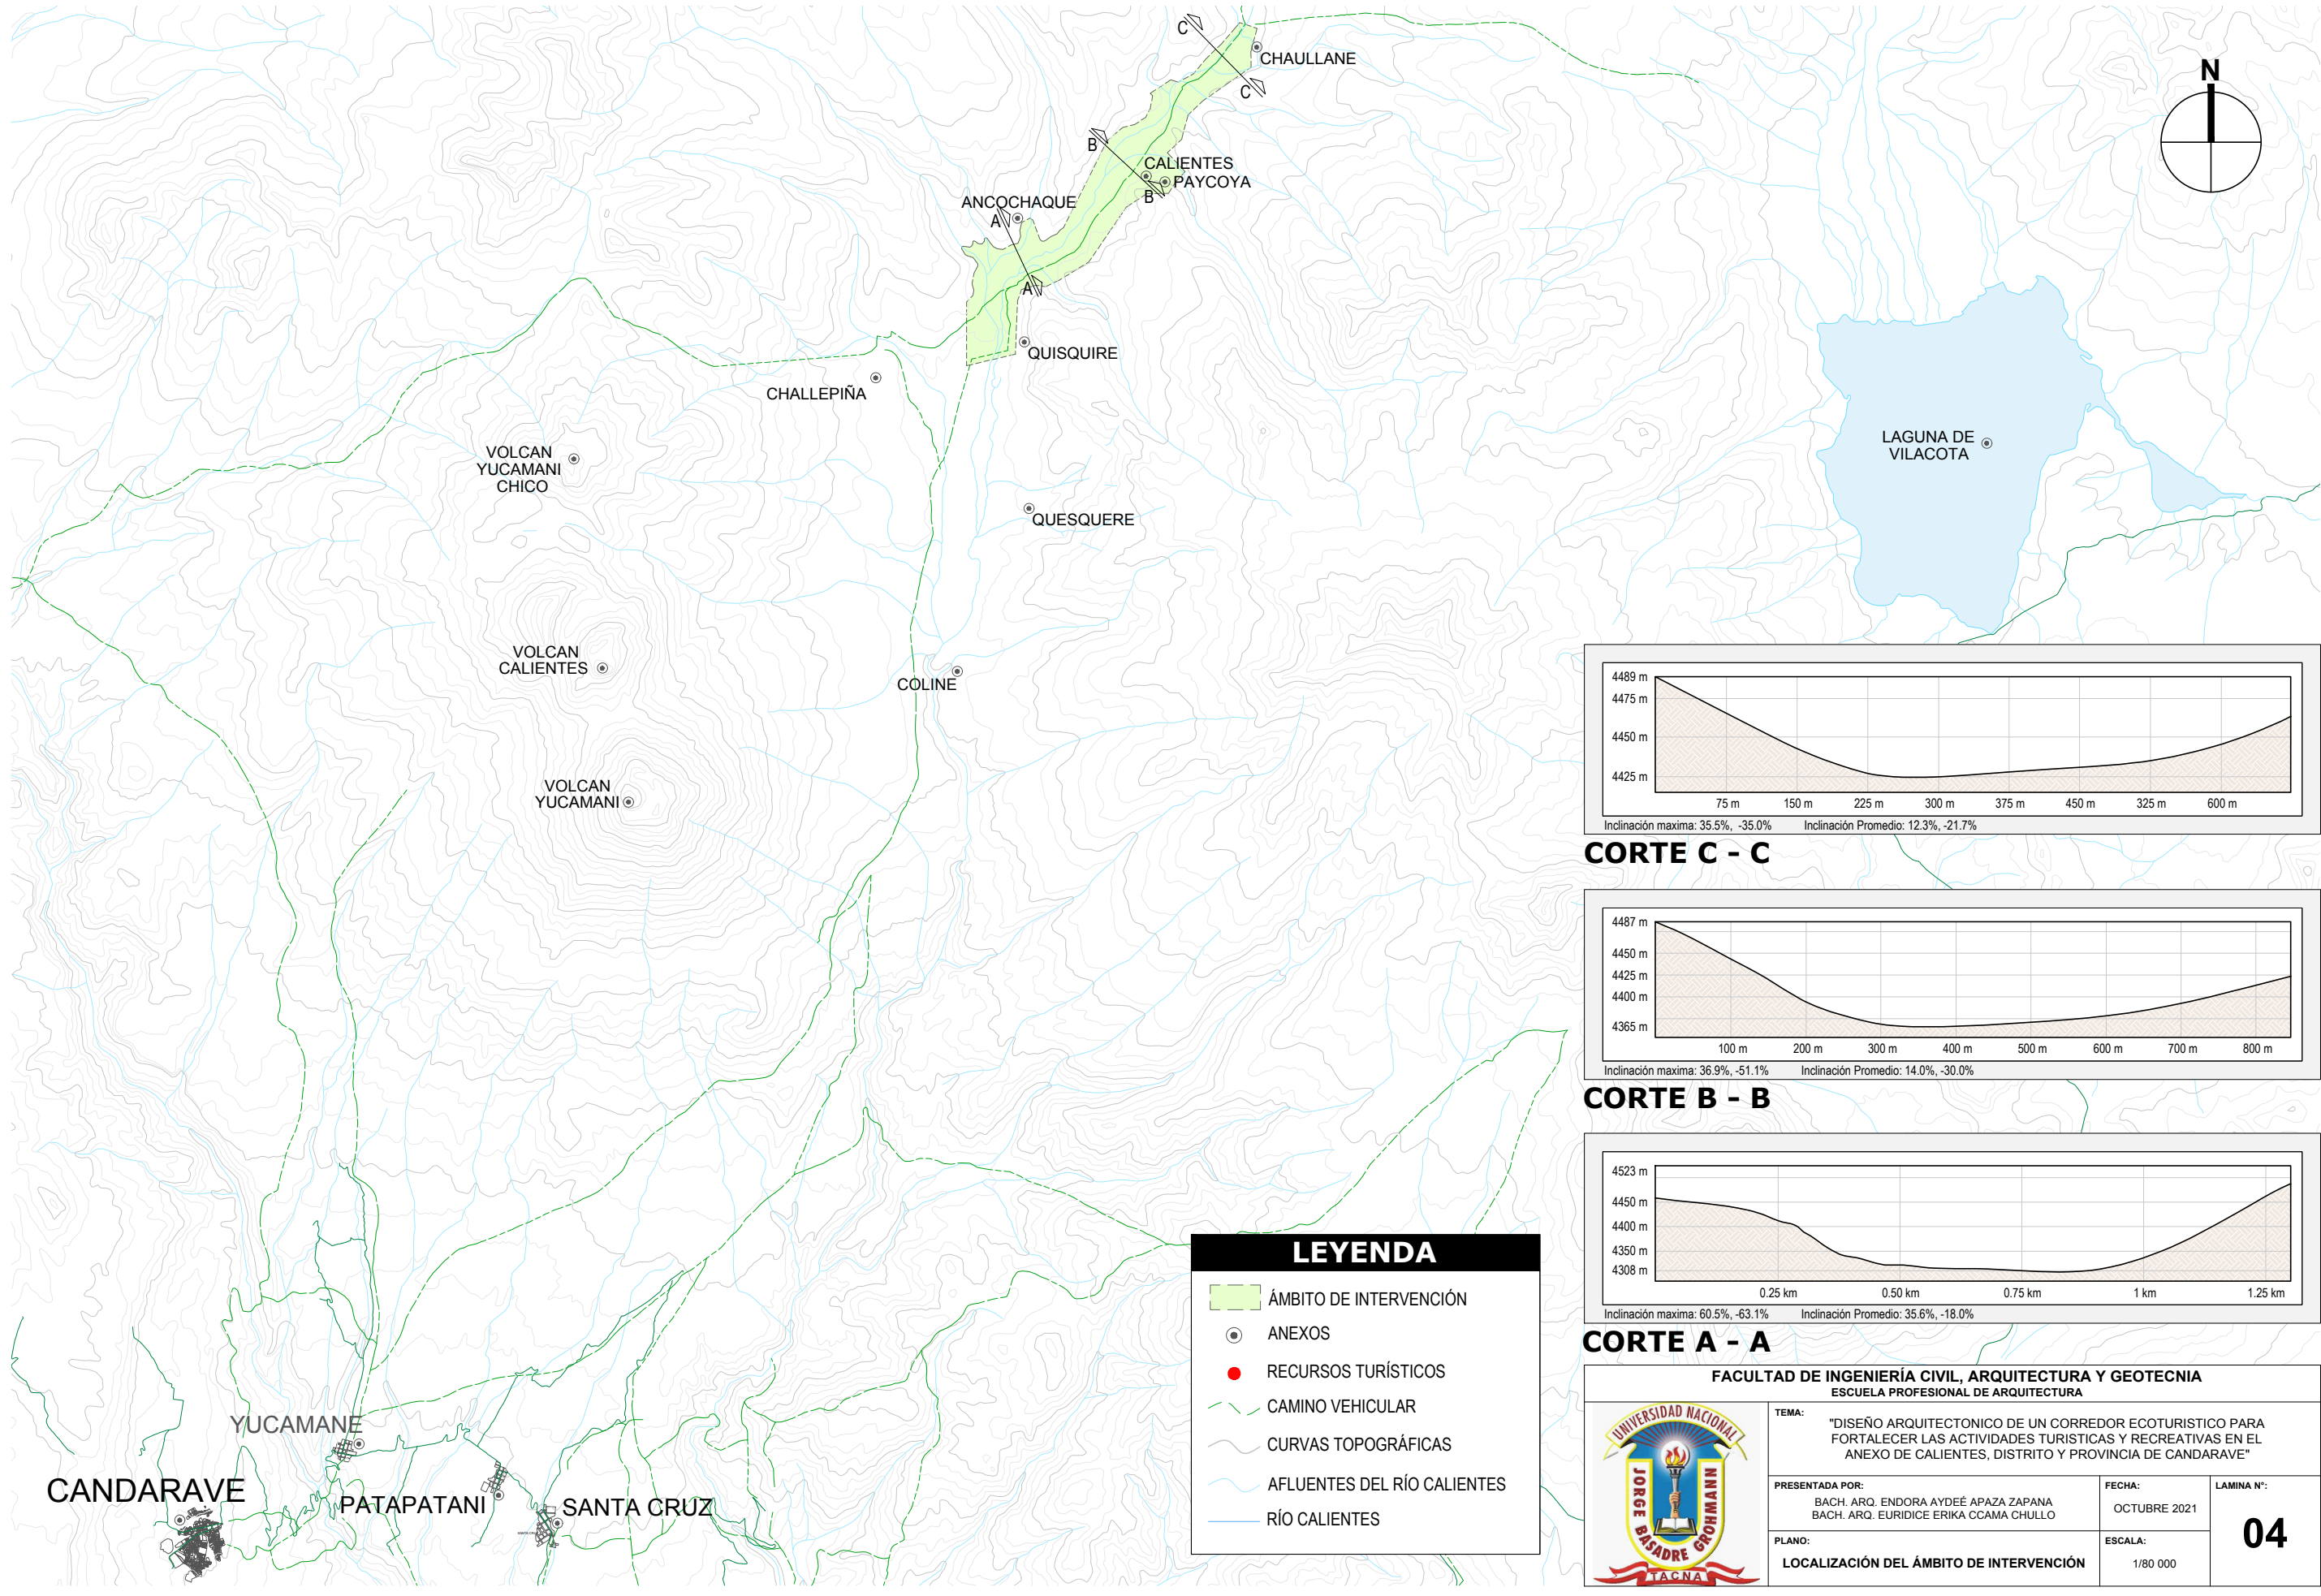 C
CHAULLANE
C
N
B
CALIENTES
PAYCOYA
B
ANCOCHAQUE
A
A
QUISQUIRE
CHALLEPIÑA
LAGUNA DE
VILACOTA
VOLCAN
YUCAMANI
CHICO
QUESQUERE
VOLCAN
CALIENTES
COLINE
VOLCAN
YUCAMANI
4489 m
4475 m
4450 m
4425 m
75 m 150 m 225 m 300 m 375 m 450 m 325 m 600 m
Inclinación maxima: 35.5%, -35.0% Inclinación Promedio: 12.3%, -21.7%
CORTE C - C
4487 m
4450 m
4425 m
4400 m
4365 m
100 m 200 m 300 m 400 m 500 m 600 m 700 m 800 m
Inclinación maxima: 36.9%, -51.1% Inclinación Promedio: 14.0%, -30.0%
CORTE B - B
4523 m
4450 m
4400 m
4350 m
4308 m
0.25 km 0.50 km 0.75 km 1 km 1.25 km
Inclinación maxima: 60.5%, -63.1% Inclinación Promedio: 35.6%, -18.0%
CORTE A - A
LEYENDA
ÁMBITO DE INTERVENCIÓN
ANEXOS
RECURSOS TURÍSTICOS
CAMINO VEHICULAR
CURVAS TOPOGRÁFICAS
AFLUENTES DEL RÍO CALIENTES
RÍO CALIENTES
YUCAMANE
CANDARAVE
PATAPATANI
SANTA CRUZ
FACULTAD DE INGENIERÍA CIVIL, ARQUITECTURA Y GEOTECNIA
ESCUELA PROFESIONAL DE ARQUITECTURA
UNIVERSIDAD NACIONAL
JORGE BASADRE GROHMANN
TACNA
TEMA:
"DISEÑO ARQUITECTONICO DE UN CORREDOR ECOTURISTICO PARA
FORTALECER LAS ACTIVIDADES TURISTICAS Y RECREATIVAS EN EL
ANEXO DE CALIENTES, DISTRITO Y PROVINCIA DE CANDARAVE"
PRESENTADA POR:
BACH. ARQ. ENDORA AYDEÉ APAZA ZAPANA
BACH. ARQ. EURIDICE ERIKA CCAMA CHULLO
FECHA:
OCTUBRE 2021
LAMINA N°:
04
PLANO:
LOCALIZACIÓN DEL ÁMBITO DE INTERVENCIÓN
ESCALA:
1/80 000